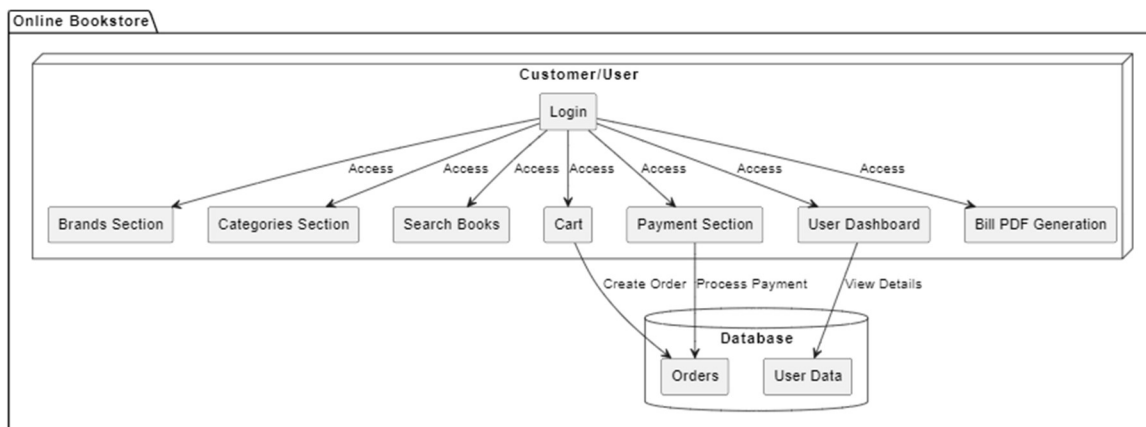 Online Bookstore
Customer/User
Login
Access Access Access Access Access Access Access
Brands Section Categories Section Search Books Cart Payment Section User Dashboard Bill PDF Generation
Create Order Process Payment View Details
Database
Orders User Data